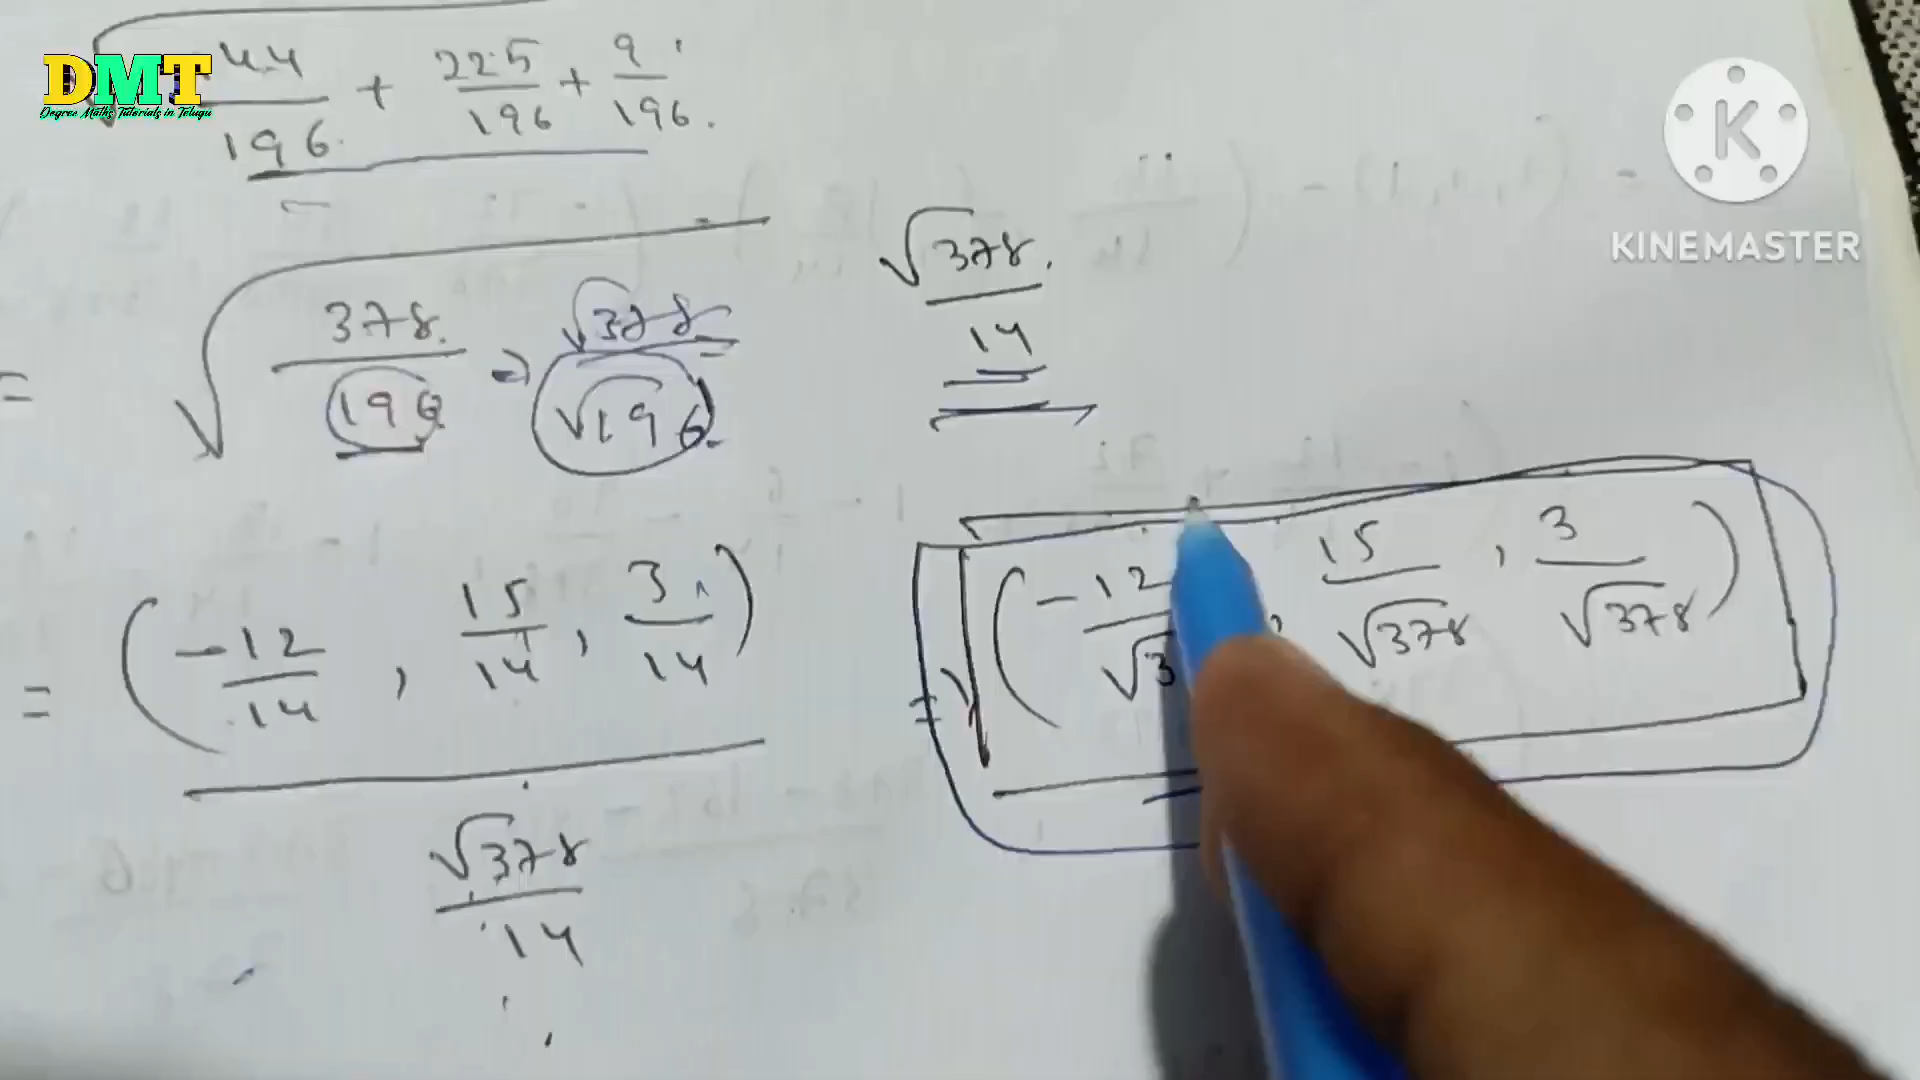 DMT
Degree Maths Tutorials in Telugu
44/196 + 225/196 + 9/196
KINEMASTER
= √(378/196) ⇒ √378/√196
√378/14
= (-12/14, 15/14, 3/14)
√378/14
= (-12/√3, 15/√378, 3/√378)